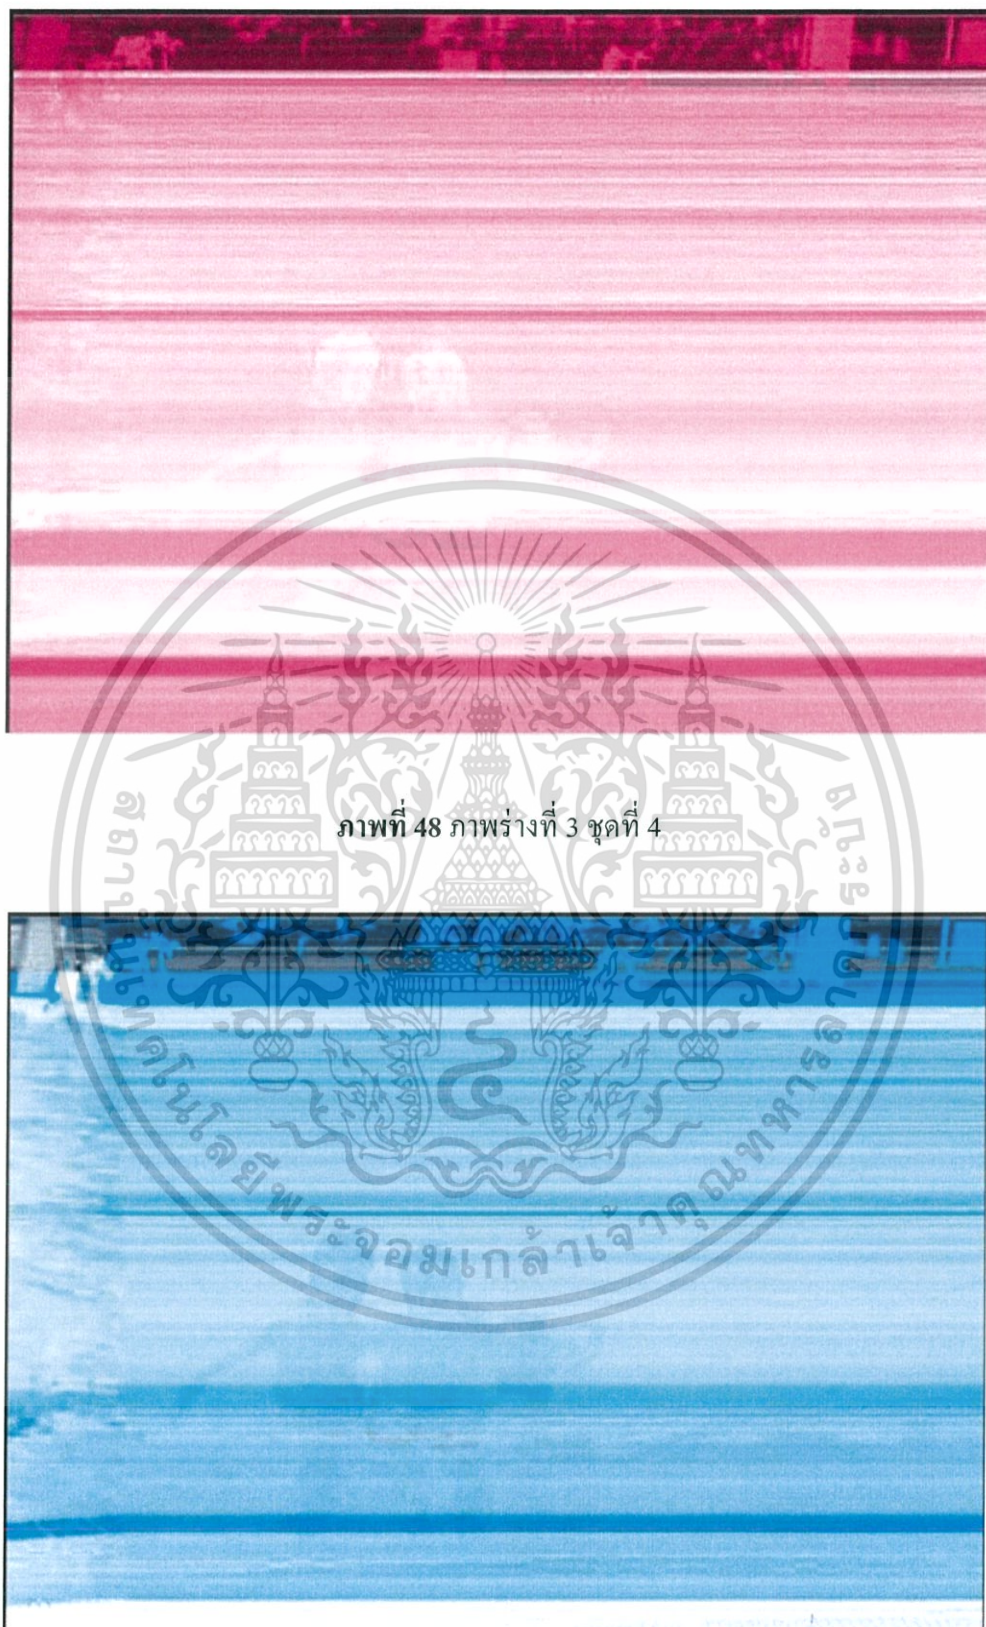 ภาพที่ 48 ภาพร่างที่ 3 ชุดที่ 4
สถาบันเทคโนโลยีพระจอมเกล้าเจ้าคุณทหารลาดกระบัง